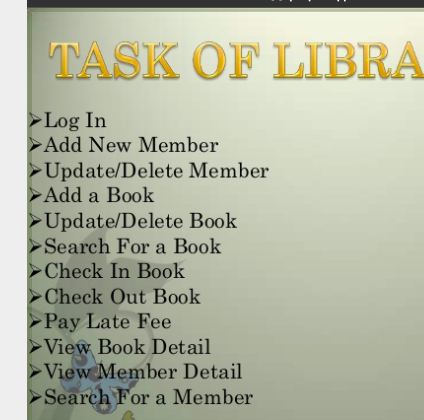 TASK OF LIBRA
➢Log In
➢Add New Member
➢Update/Delete Member
➢Add a Book
➢Update/Delete Book
➢Search For a Book
➢Check In Book
➢Check Out Book
➢Pay Late Fee
➢View Book Detail
➢View Member Detail
➢Search For a Member